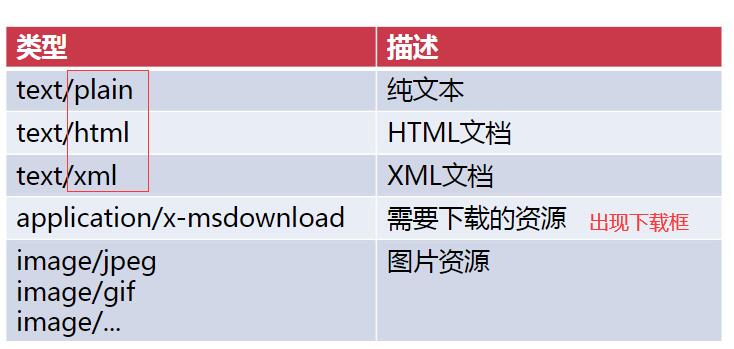 类型 描述
text/plain 纯文本
text/html HTML文档
text/xml XML文档
application/x-msdownload 需要下载的资源 出现下载框
image/jpeg 图片资源
image/gif
image/...